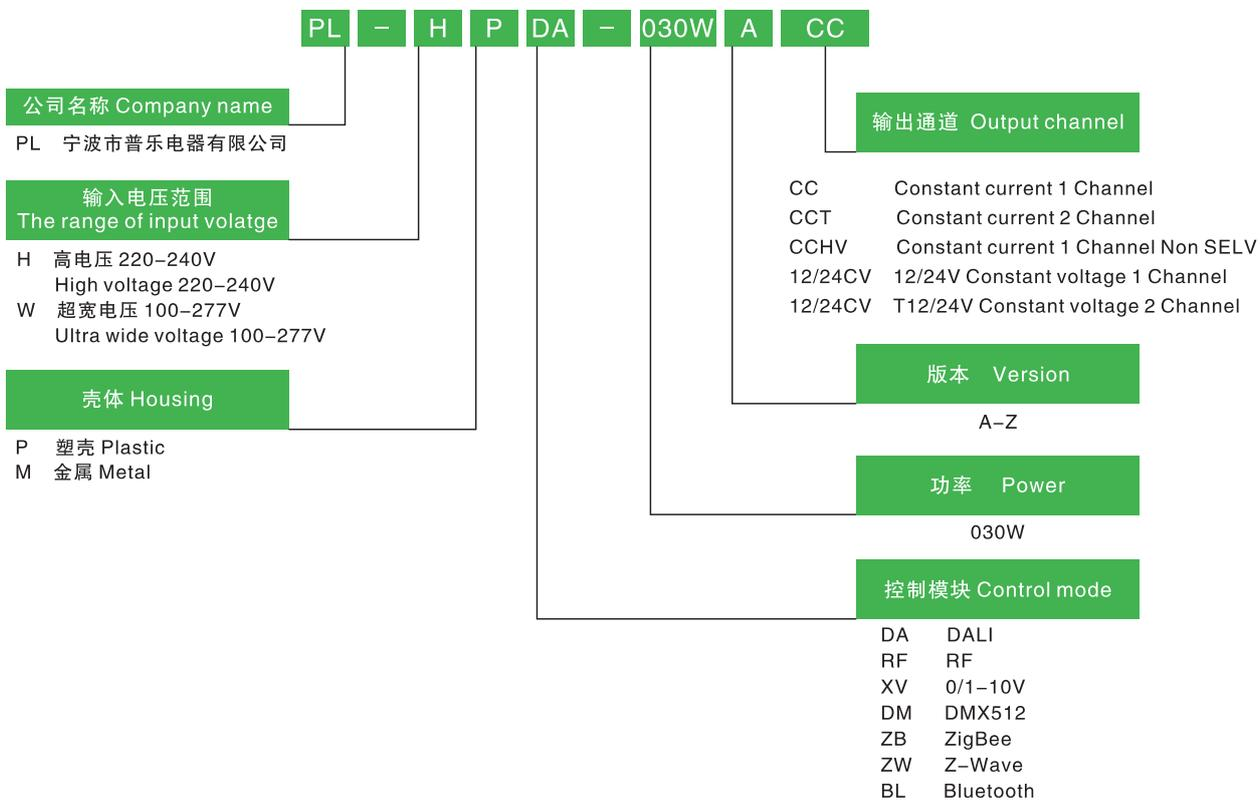 PL – H P DA – 030W A CC
公司名称 Company name
PL 宁波市普乐电器有限公司
输入电压范围
The range of input volatge
H 高电压 220–240V
High voltage 220–240V
W 超宽电压 100–277V
Ultra wide voltage 100–277V
壳体 Housing
P 塑壳 Plastic
M 金属 Metal
输出通道 Output channel
CC Constant current 1 Channel
CCT Constant current 2 Channel
CCHV Constant current 1 Channel Non SELV
12/24CV 12/24V Constant voltage 1 Channel
12/24CV T12/24V Constant voltage 2 Channel
版本 Version
A–Z
功率 Power
030W
控制模块 Control mode
DA DALI
RF RF
XV 0/1–10V
DM DMX512
ZB ZigBee
ZW Z–Wave
BL Bluetooth